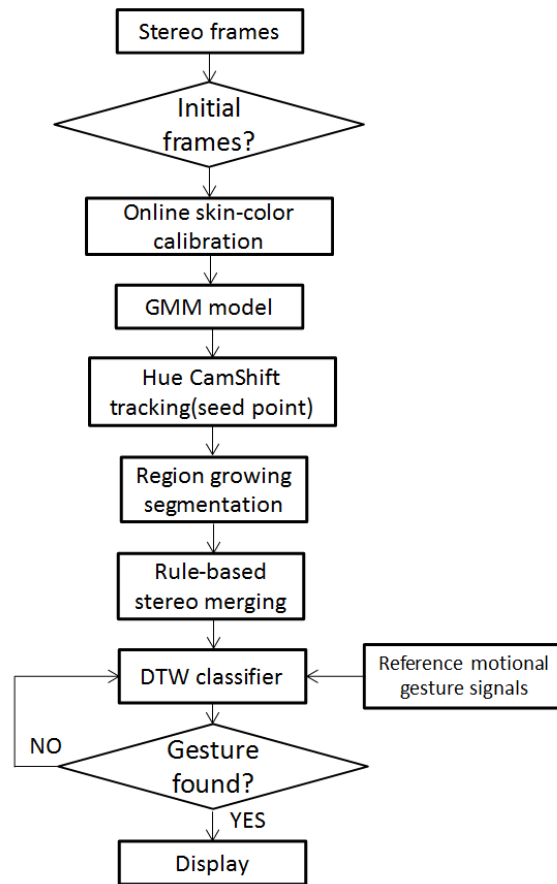 Stereo frames
Initial
frames?
Online skin-color
calibration
GMM model
Hue CamShift
tracking(seed point)
Region growing
segmentation
Rule-based
stereo merging
DTW classifier
Reference motional
gesture signals
NO
Gesture
found?
YES
Display